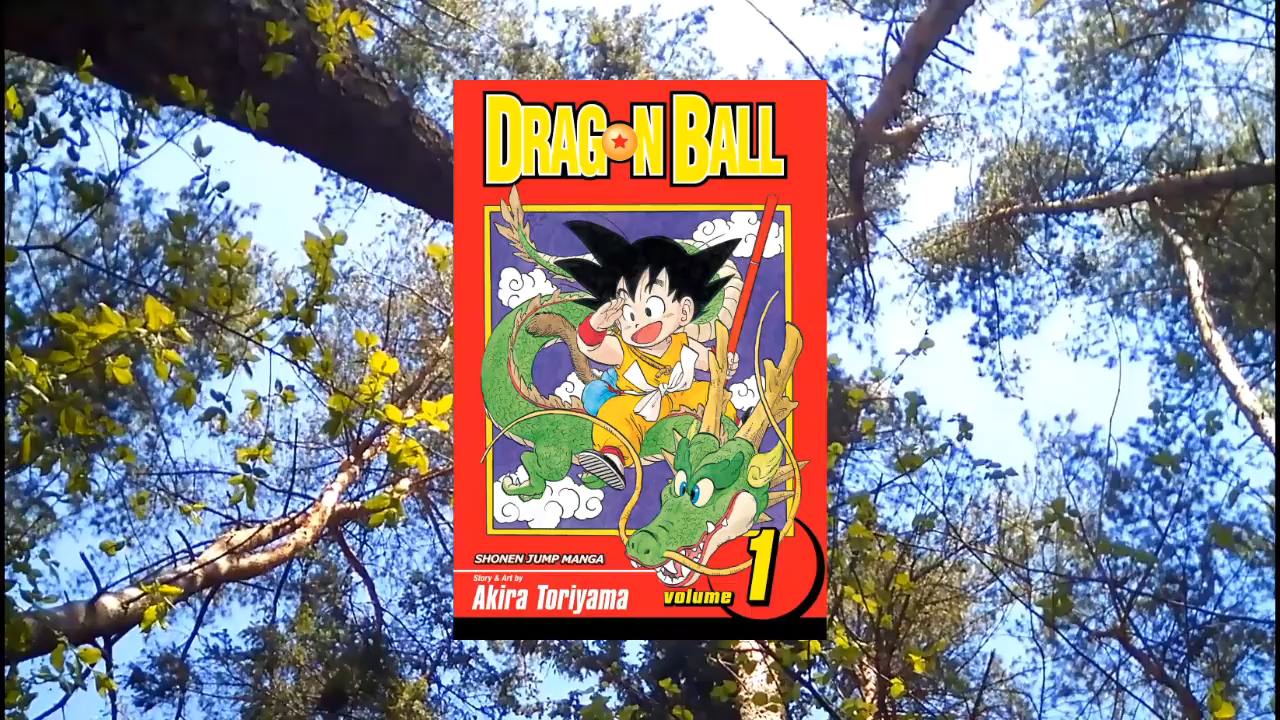 DRAGON BALL
SHONEN JUMP MANGA
Story & Art by
Akira Toriyama
volume 1